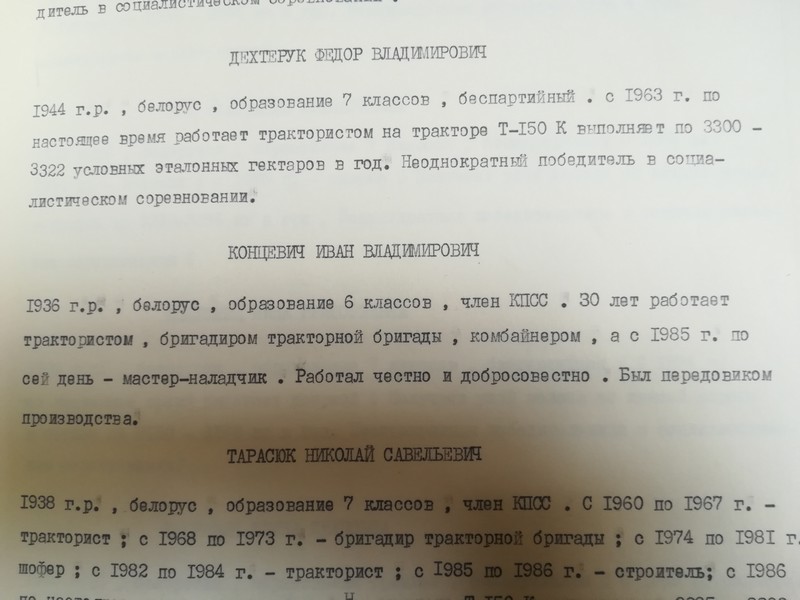 дитель в социалистическом соревновании .
ДЕХТЕРУК ФЕДОР ВЛАДИМИРОВИЧ
1944 г.р. , белорус , образование 7 классов , беспартийный . с 1963 г. по
настоящее время работает трактористом на тракторе Т-150 К выполняет по 3300 –
3322 условных эталонных гектаров в год. Неоднократный победитель в социа-
листическом соревновании.
КОНЦЕВИЧ ИВАН ВЛАДИМИРОВИЧ
1936 г.р. , белорус , образование 6 классов , член КПСС . 30 лет работает
трактористом , бригадиром тракторной бригады , комбайнером , а с 1985 г. по
сей день – мастер-наладчик . Работал честно и добросовестно . Был передовиком
производства.
ТАРАСЮК НИКОЛАЙ САВЕЛЬЕВИЧ
1938 г.р. , белорус , образование 7 классов , член КПСС . С 1960 по 1967 г. –
тракторист ; с 1968 по 1973 г. – бригадир тракторной бригады ; с 1974 по 1981 г.
шофер ; с 1982 по 1984 г. – тракторист ; с 1985 по 1986 г. – строитель; с 1986
Т-150 К